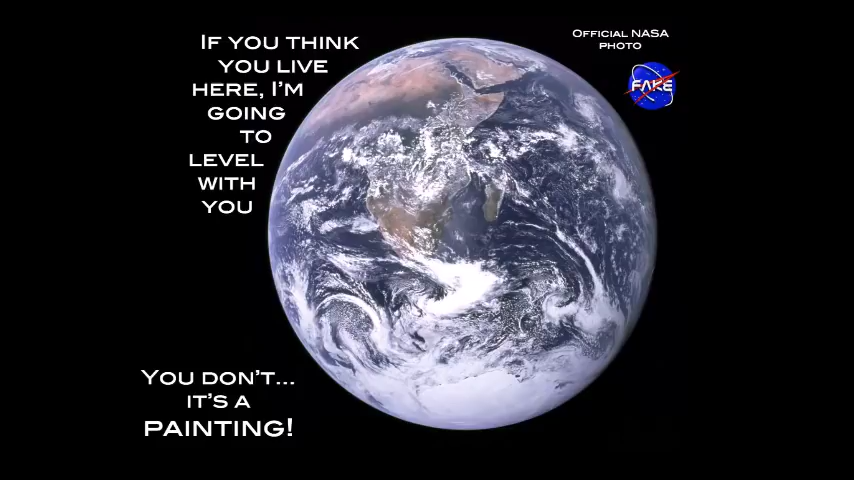 If you think
you live
here, I'm
going
to
level
with
you
Official NASA
photo
FAKE
You don't...
it's a
painting!